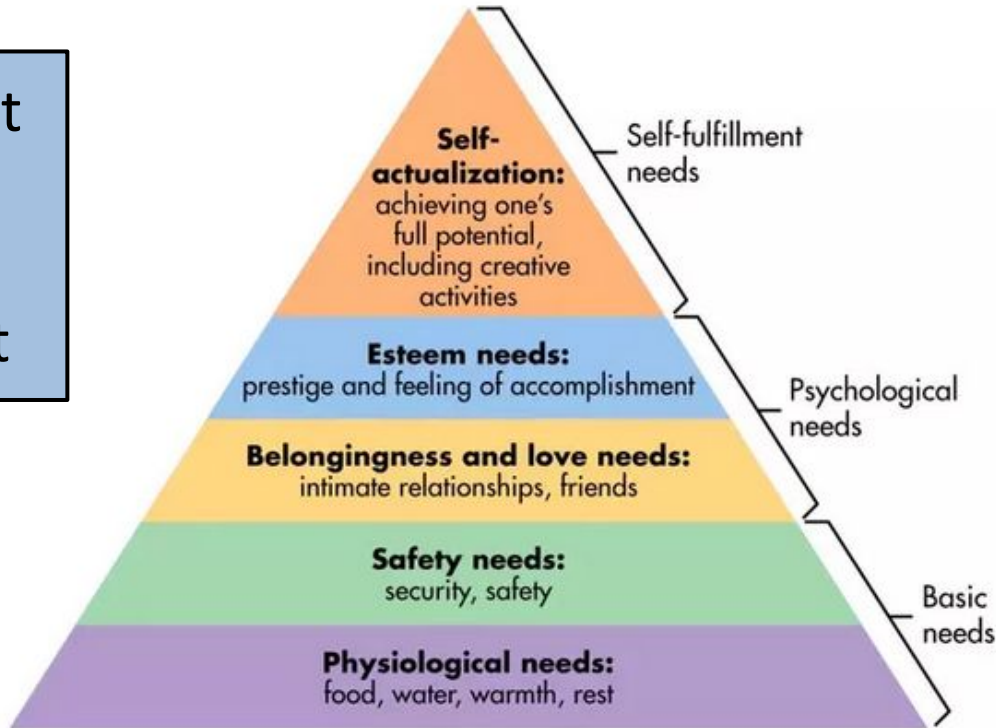 t
t
Self-
actualization:
achieving one's
full potential,
including creative
activities
Self-fulfillment
needs
Esteem needs:
prestige and feeling of accomplishment
Psychological
needs
Belongingness and love needs:
intimate relationships, friends
Safety needs:
security, safety
Basic
needs
Physiological needs:
food, water, warmth, rest